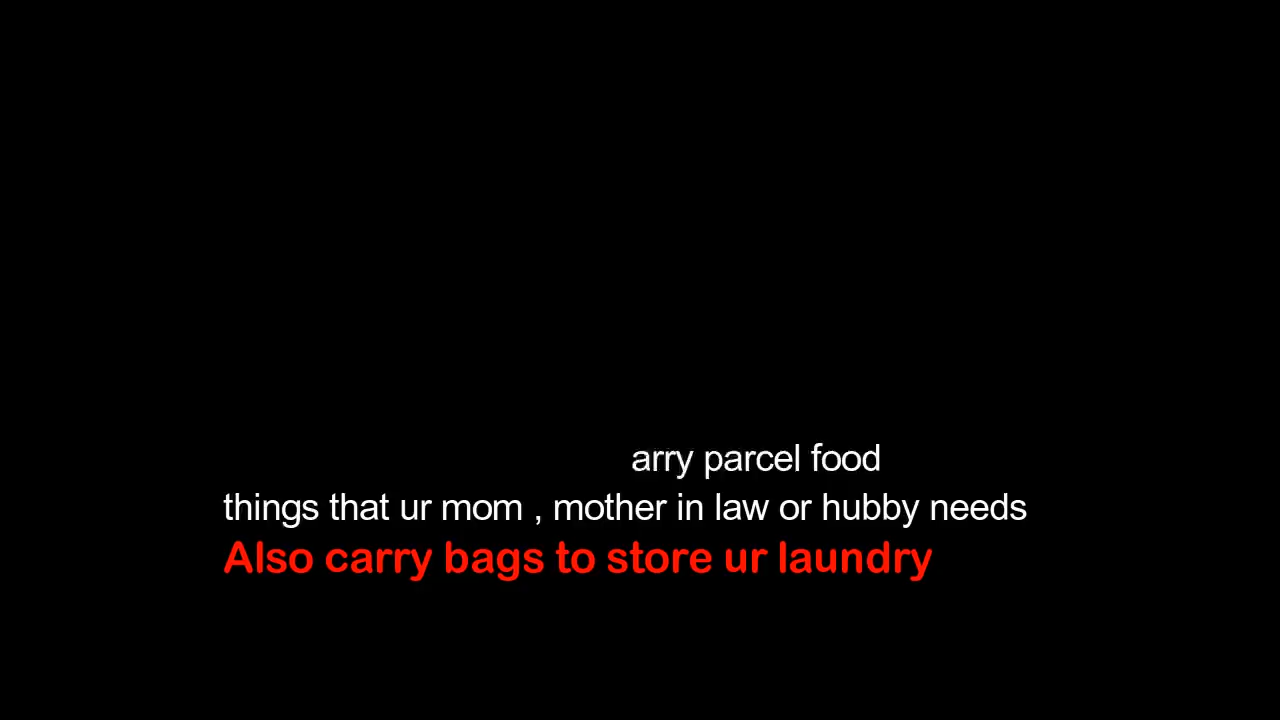 arry parcel food
things that ur mom , mother in law or hubby needs
Also carry bags to store ur laundry